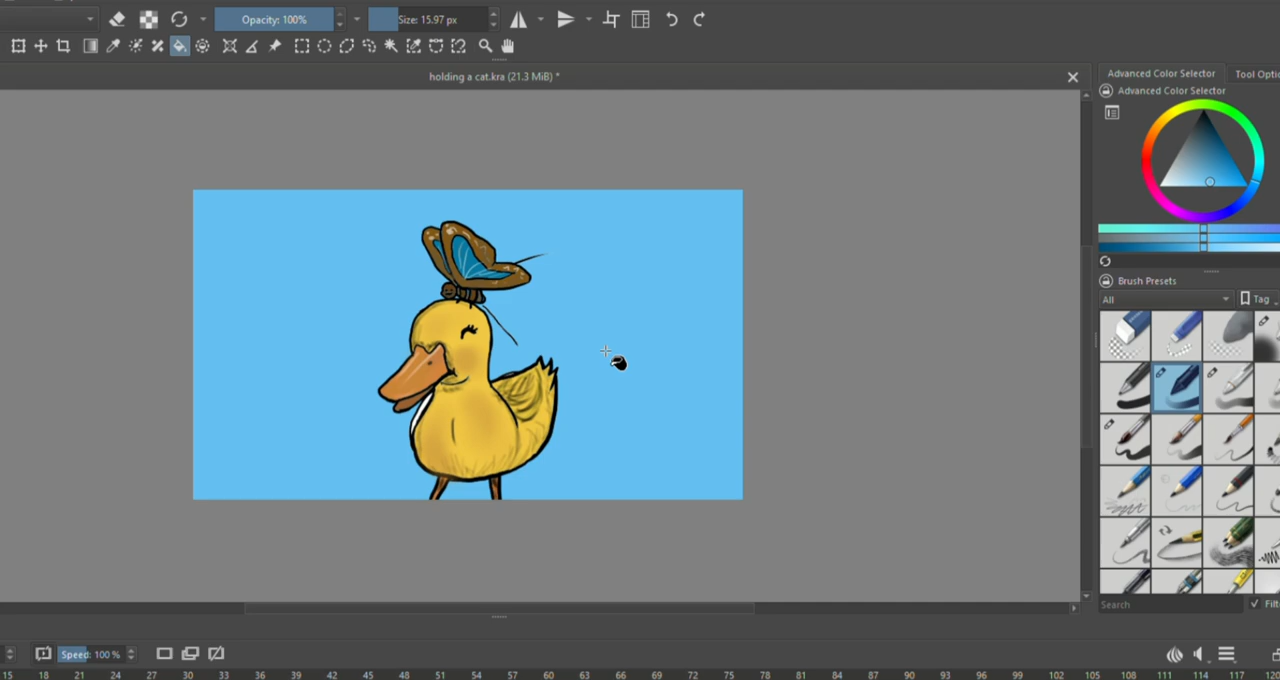 Opacity: 100%
Size: 15.97 px
holding a cat.kra (21.3 MiB) *
Advanced Color Selector
Tool Optio
Advanced Color Selector
Brush Presets
All
Tag
Search
Filt
Speed: 100 %
15 18 21 24 27 30 33 36 39 42 45 48 51 54 57 60 63 66 69 72 75 78 81 84 87 90 93 96 99 102 105 108 111 114 117 120